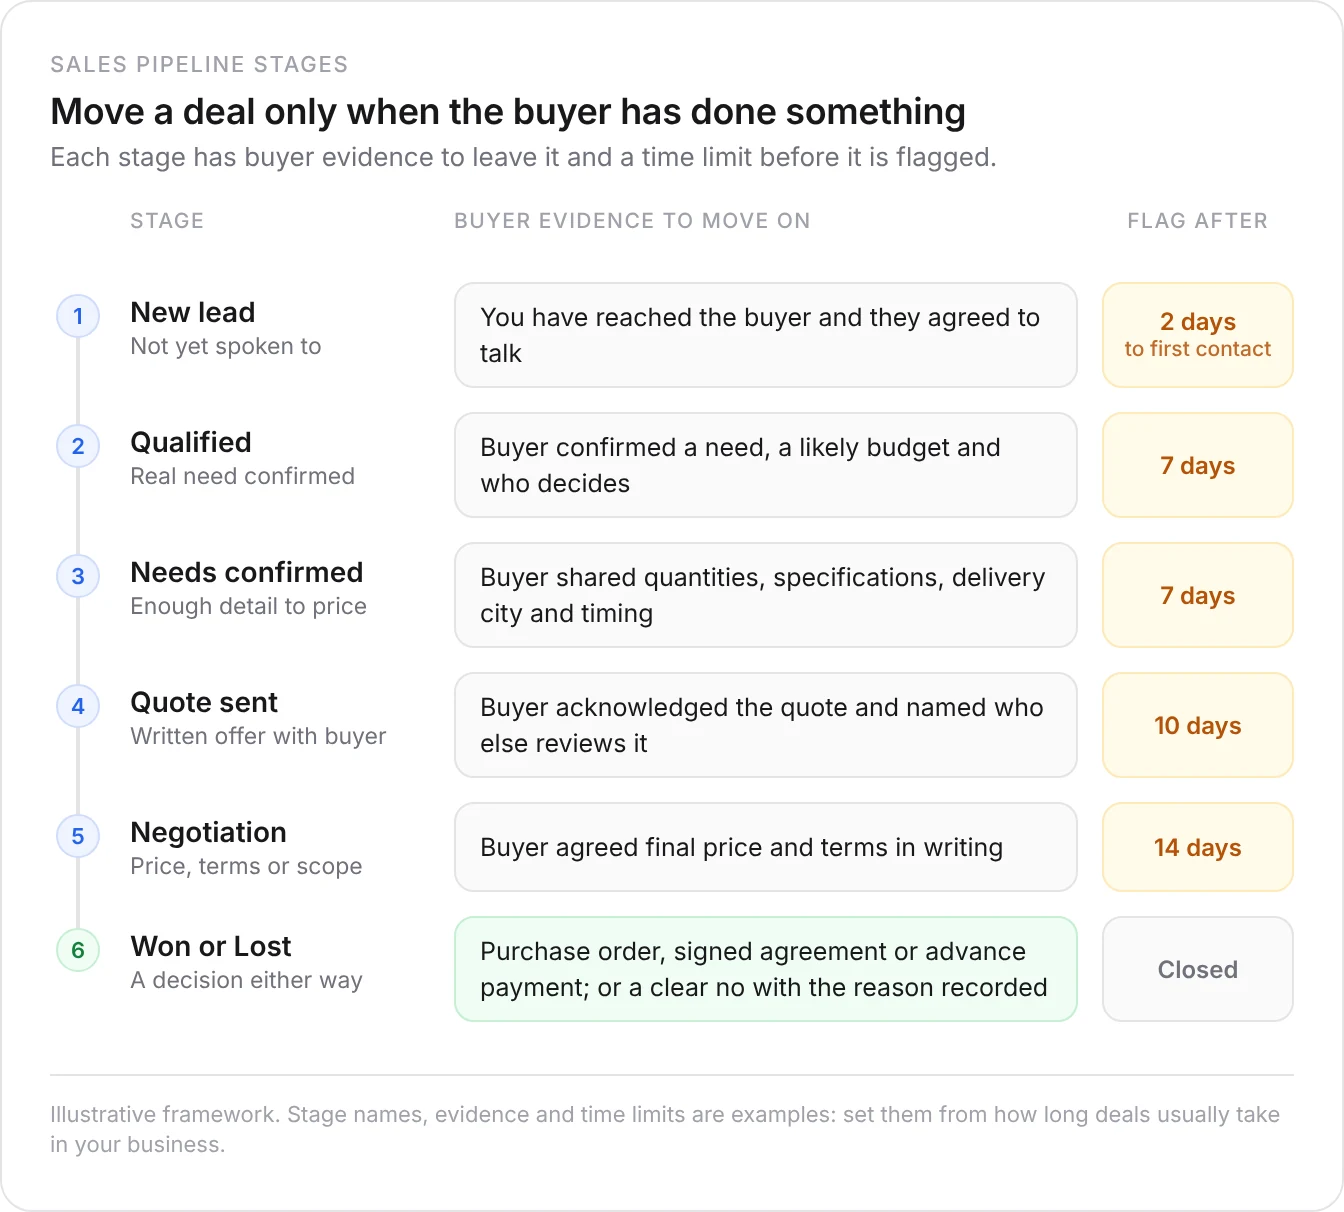 SALES PIPELINE STAGES
Move a deal only when the buyer has done something
Each stage has buyer evidence to leave it and a time limit before it is flagged.
STAGE
BUYER EVIDENCE TO MOVE ON
FLAG AFTER
1
New lead
Not yet spoken to
You have reached the buyer and they agreed to
talk
2 days
to first contact
2
Qualified
Real need confirmed
Buyer confirmed a need, a likely budget and
who decides
7 days
3
Needs confirmed
Enough detail to price
Buyer shared quantities, specifications, delivery
city and timing
7 days
4
Quote sent
Written offer with buyer
Buyer acknowledged the quote and named who
else reviews it
10 days
5
Negotiation
Price, terms or scope
Buyer agreed final price and terms in writing
14 days
6
Won or Lost
A decision either way
Purchase order, signed agreement or advance
payment; or a clear no with the reason recorded
Closed
Illustrative framework. Stage names, evidence and time limits are examples: set them from how long deals usually take
in your business.